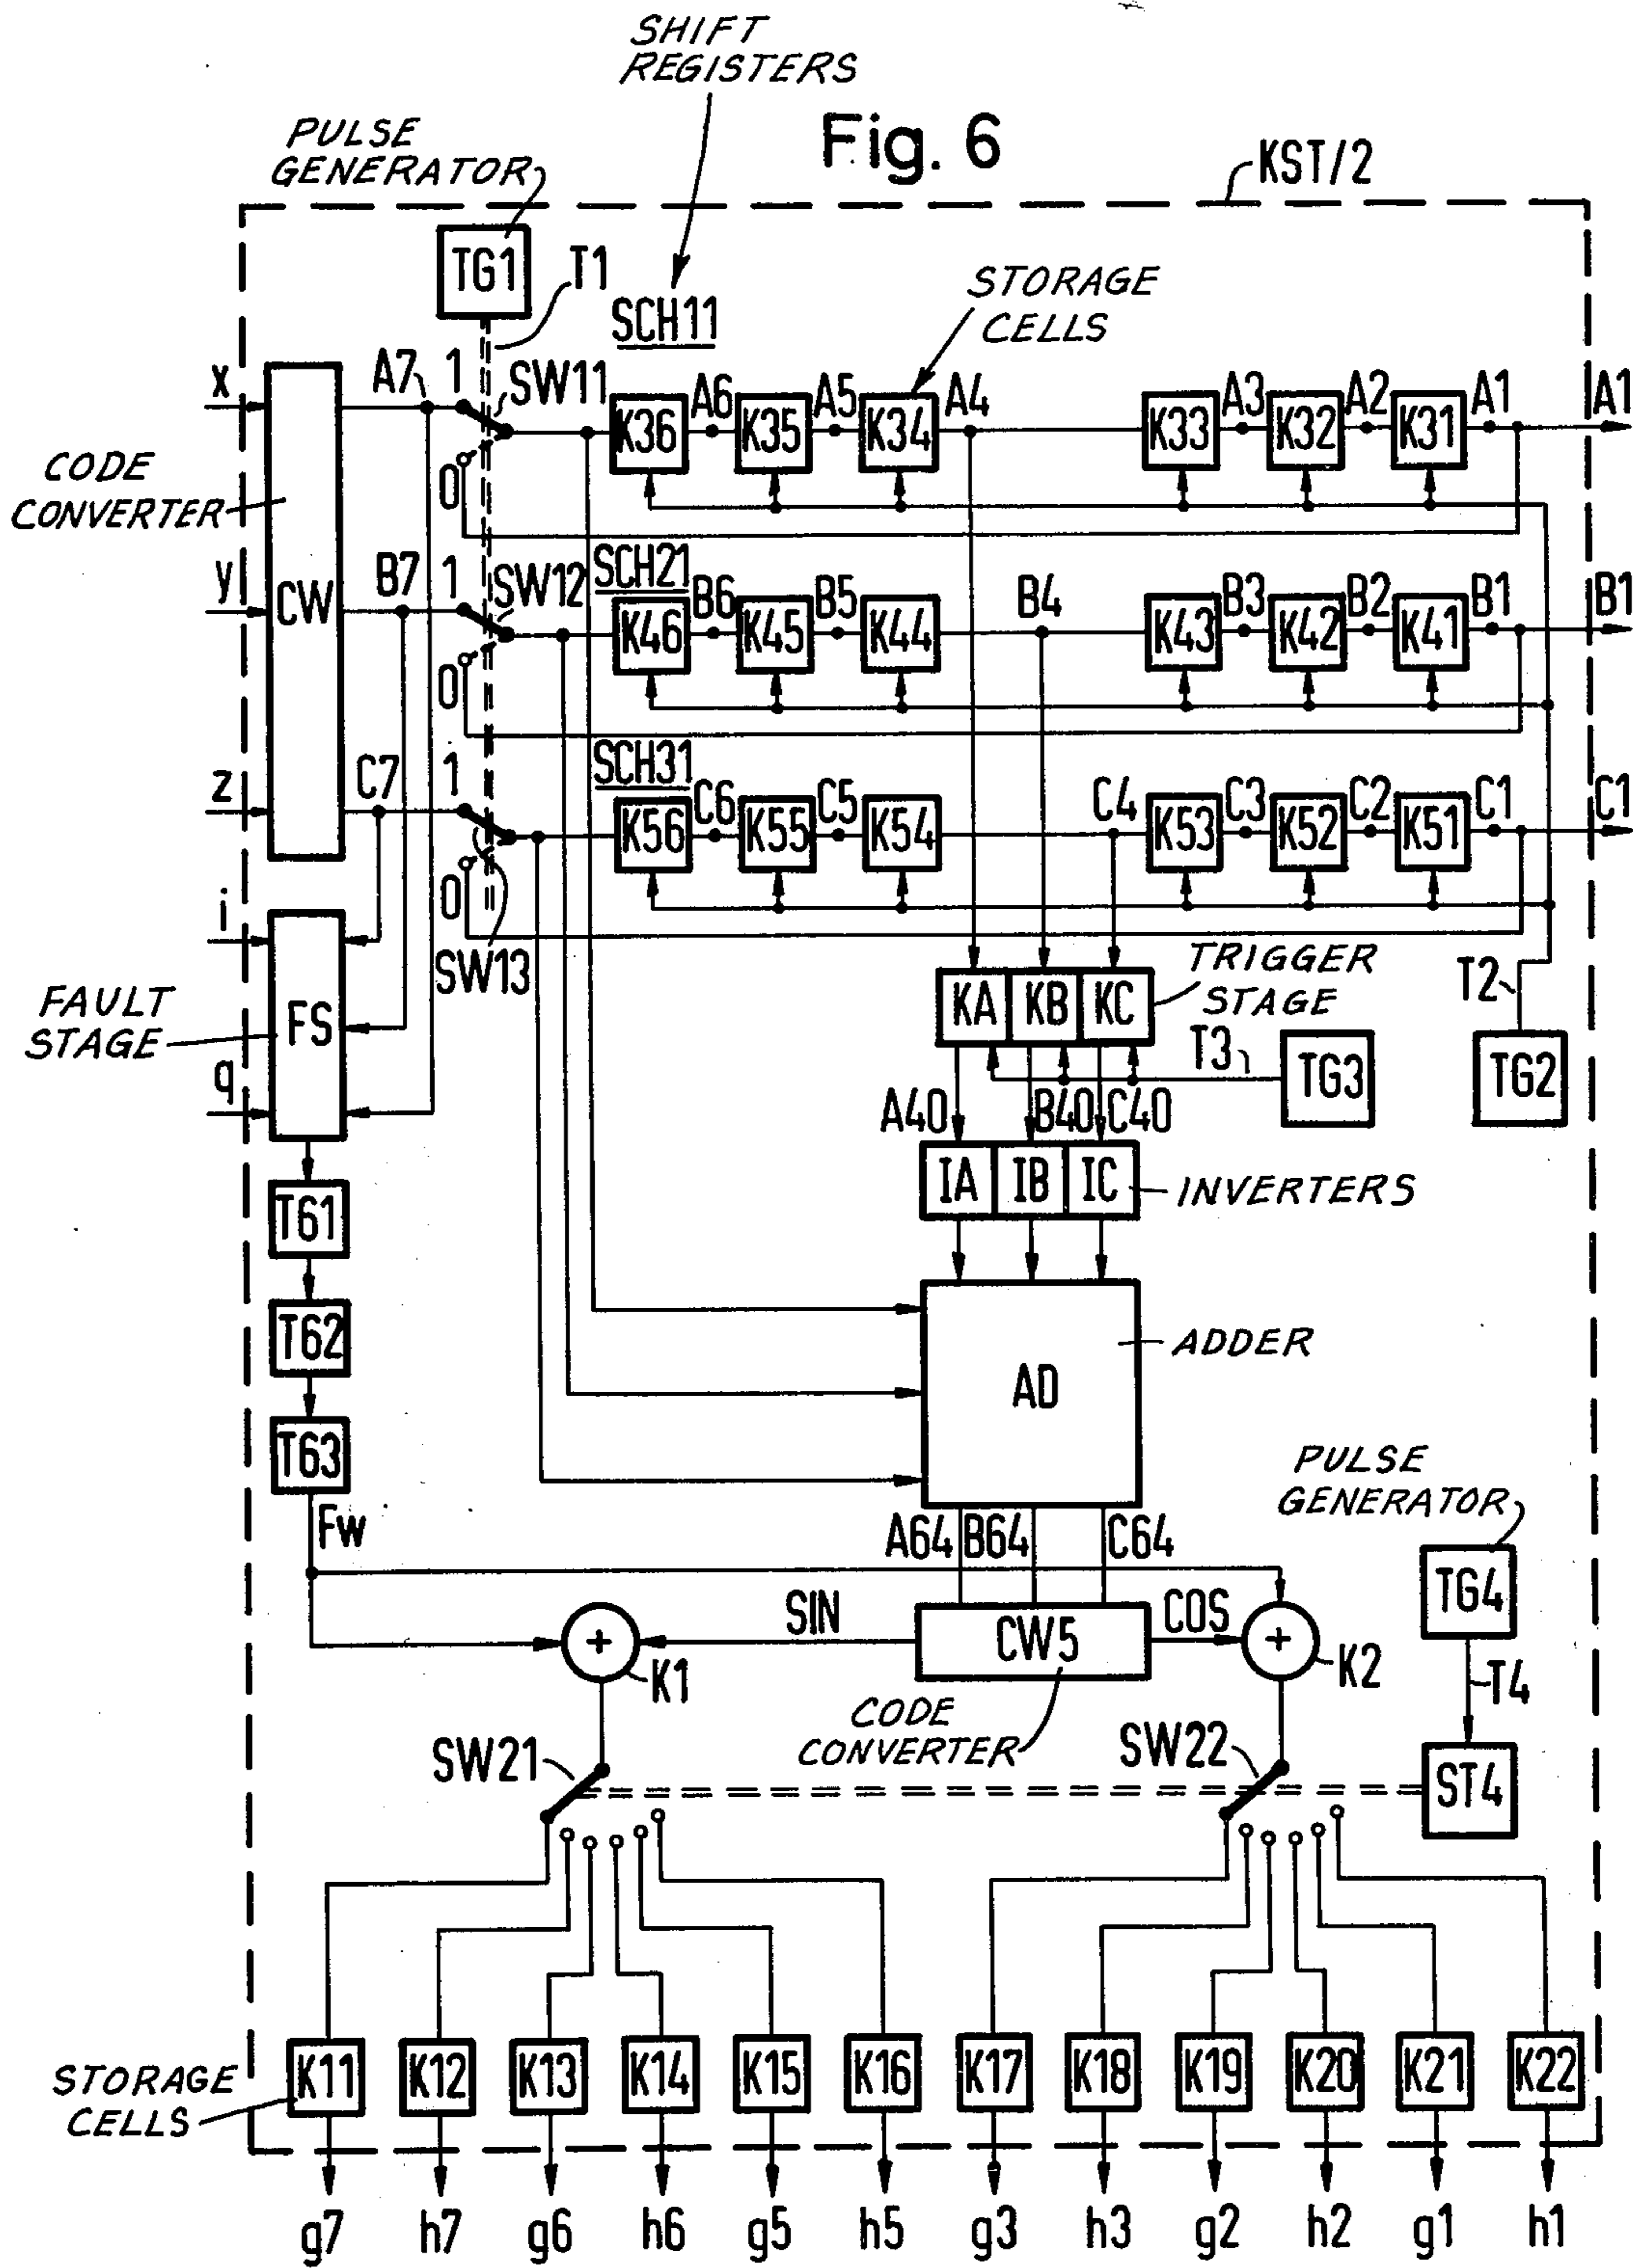 SHIFT
REGISTERS
Fig. 6
PULSE
GENERATOR
KST/2
TG1
T1
SCH11
STORAGE
CELLS
x
A7
1
SW11
K36
A6
K35
A5
K34
A4
K33
A3
K32
A2
K31
A1
A1
0
CODE
CONVERTER
CW
y
B7
1
SW12
SCH21
K46
B6
K45
B5
K44
B4
K43
B3
K42
B2
K41
B1
B1
0
z
C7
1
SCH31
K56
C6
K55
C5
K54
C4
K53
C3
K52
C2
K51
C1
C1
0
SW13
i
FAULT
STAGE
FS
q
KA
KB
KC
TRIGGER
STAGE
T3
TG3
T2
TG2
A40
B40
C40
IA
IB
IC
INVERTERS
T61
T62
T63
ADDER
AD
Fw
A64
B64
C64
PULSE
GENERATOR
TG4
SIN
CW5
COS
+
K1
+
K2
T4
CODE
CONVERTER
SW21
SW22
ST4
STORAGE
CELLS
K11
K12
K13
K14
K15
K16
K17
K18
K19
K20
K21
K22
g7
h7
g6
h6
g5
h5
g3
h3
g2
h2
g1
h1